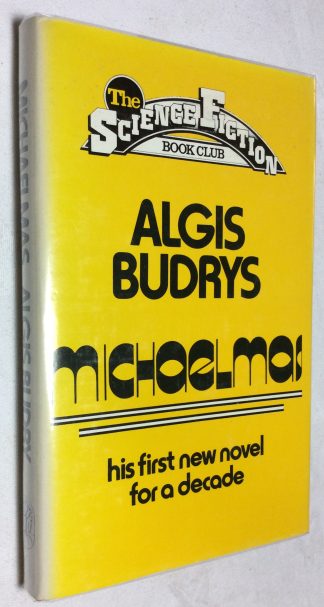 The
SCIENCE FICTION
BOOK CLUB
ALGIS
BUDRYS
michaelmas
his first new novel
for a decade
MICHAELMAS ALGIS BUDRYS